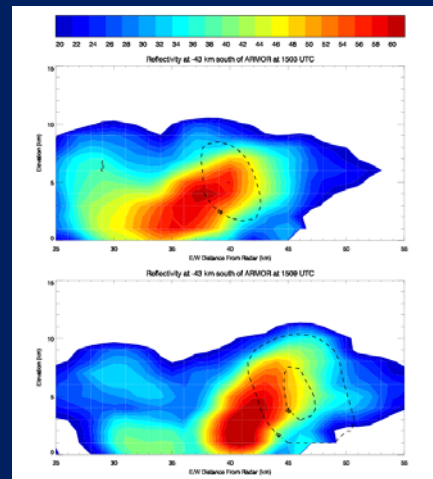 20 22 24 26 28 30 32 34 36 38 40 42 44 46 48 50 52 54 56 58 60
Reflectivity at -43 km south of ARMOR at 1503 UTC
15
10
Elevation (km)
5
0
25 30 35 40 45 50 55
E/W Distance From Radar (km)
Reflectivity at -43 km south of ARMOR at 1509 UTC
15
10
Elevation (km)
5
0
25 30 35 40 45 50 55
E/W Distance From Radar (km)